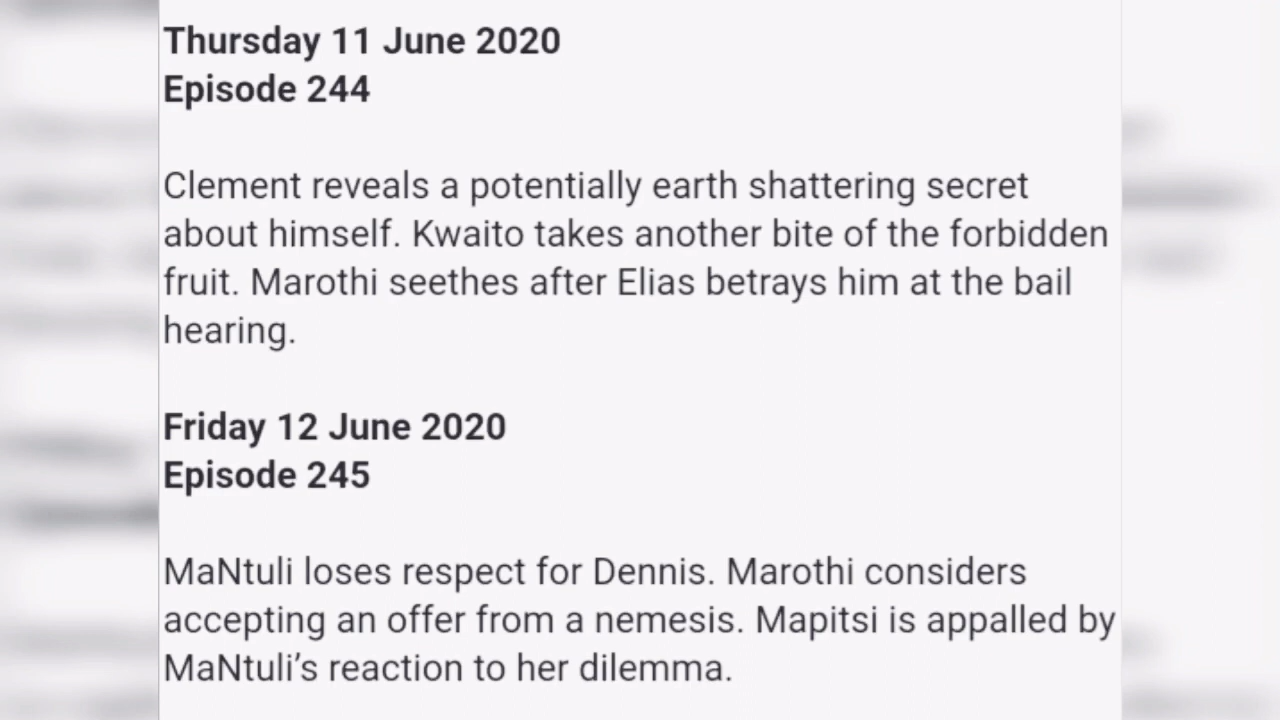 Thursday 11 June 2020
Episode 244
Clement reveals a potentially earth shattering secret
about himself. Kwaito takes another bite of the forbidden
fruit. Marothi seethes after Elias betrays him at the bail
hearing.
Friday 12 June 2020
Episode 245
MaNtuli loses respect for Dennis. Marothi considers
accepting an offer from a nemesis. Mapitsi is appalled by
MaNtuli’s reaction to her dilemma.